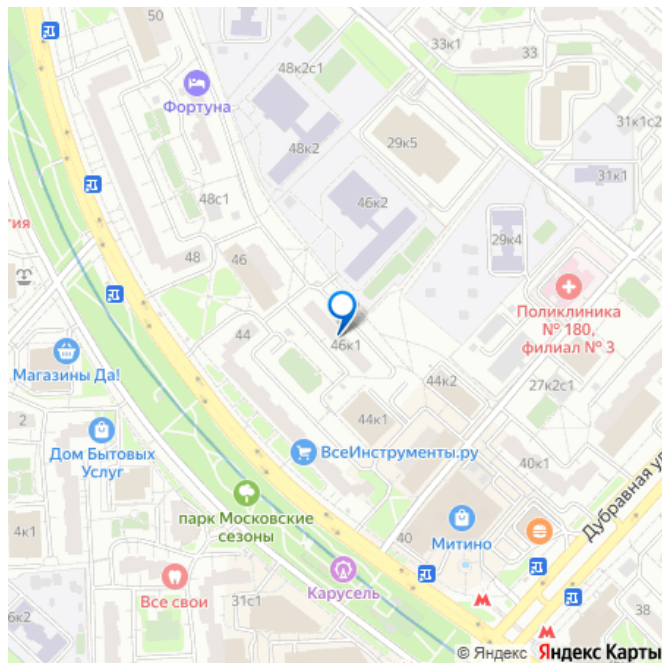 50
33к1
33
48к2с1
Фортуна
29к5
31к1с2
48к2
31к1
48с1
46к2
тия
29к4
48
46
Поликлиника
№ 180,
филиал № 3
44
46к1
Магазины Да!
44к2
27к2с1
2
44к1
Дом Бытовых
Услуг
ВсеИнструменты.ру
40к1
Дубравная ул
парк Московские
сезоны
4к1
40
Митино
Карусель
Все свои
31с1
6к2
38
© Яндекс Яндекс Карты